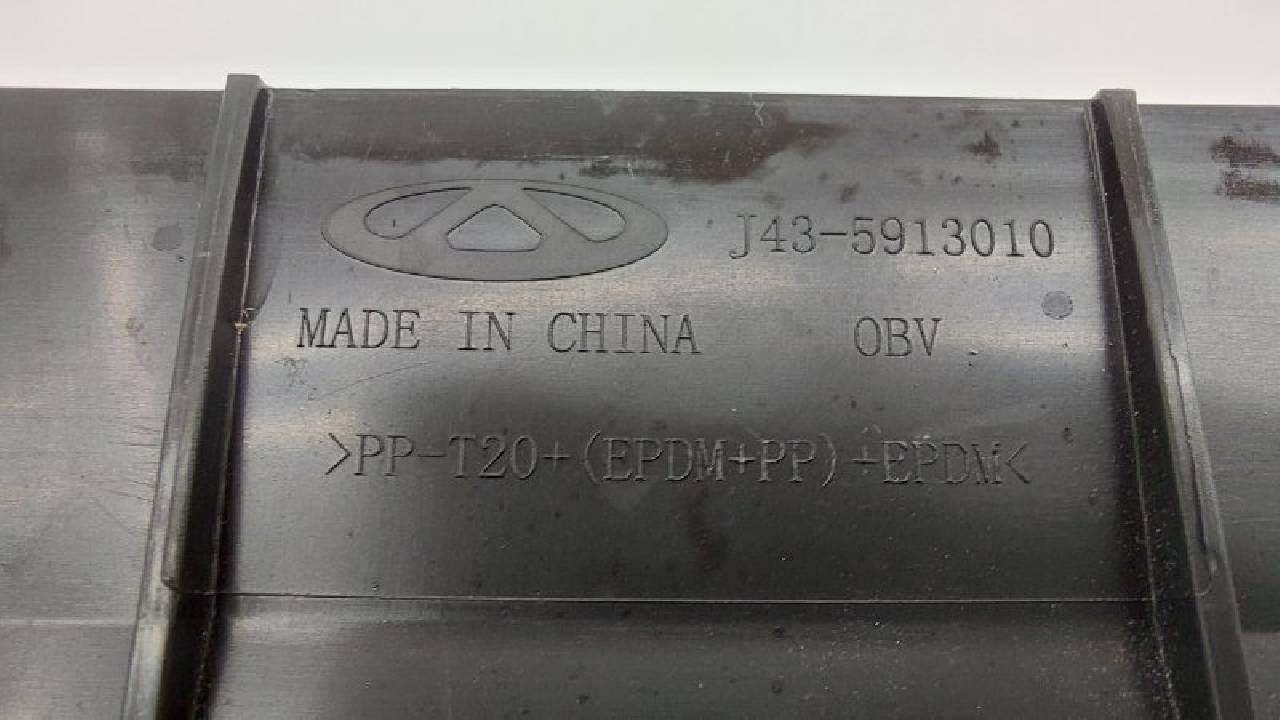 J43-5913010
MADE IN CHINA OBV
>PP-T20+(EPDM+PP)+EPDM<